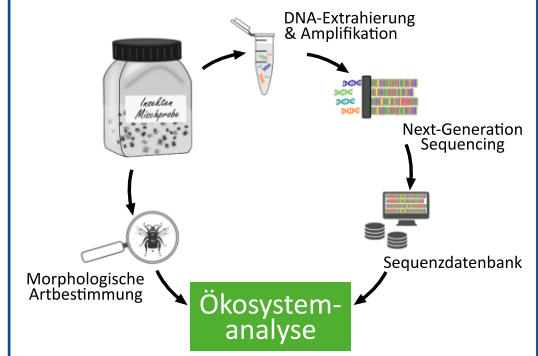 DNA-Extrahierung
& Amplifikation
Insekten
Mischprobe
Next-Generation
Sequencing
Sequenzdatenbank
Morphologische
Artbestimmung
Ökosystem-
analyse